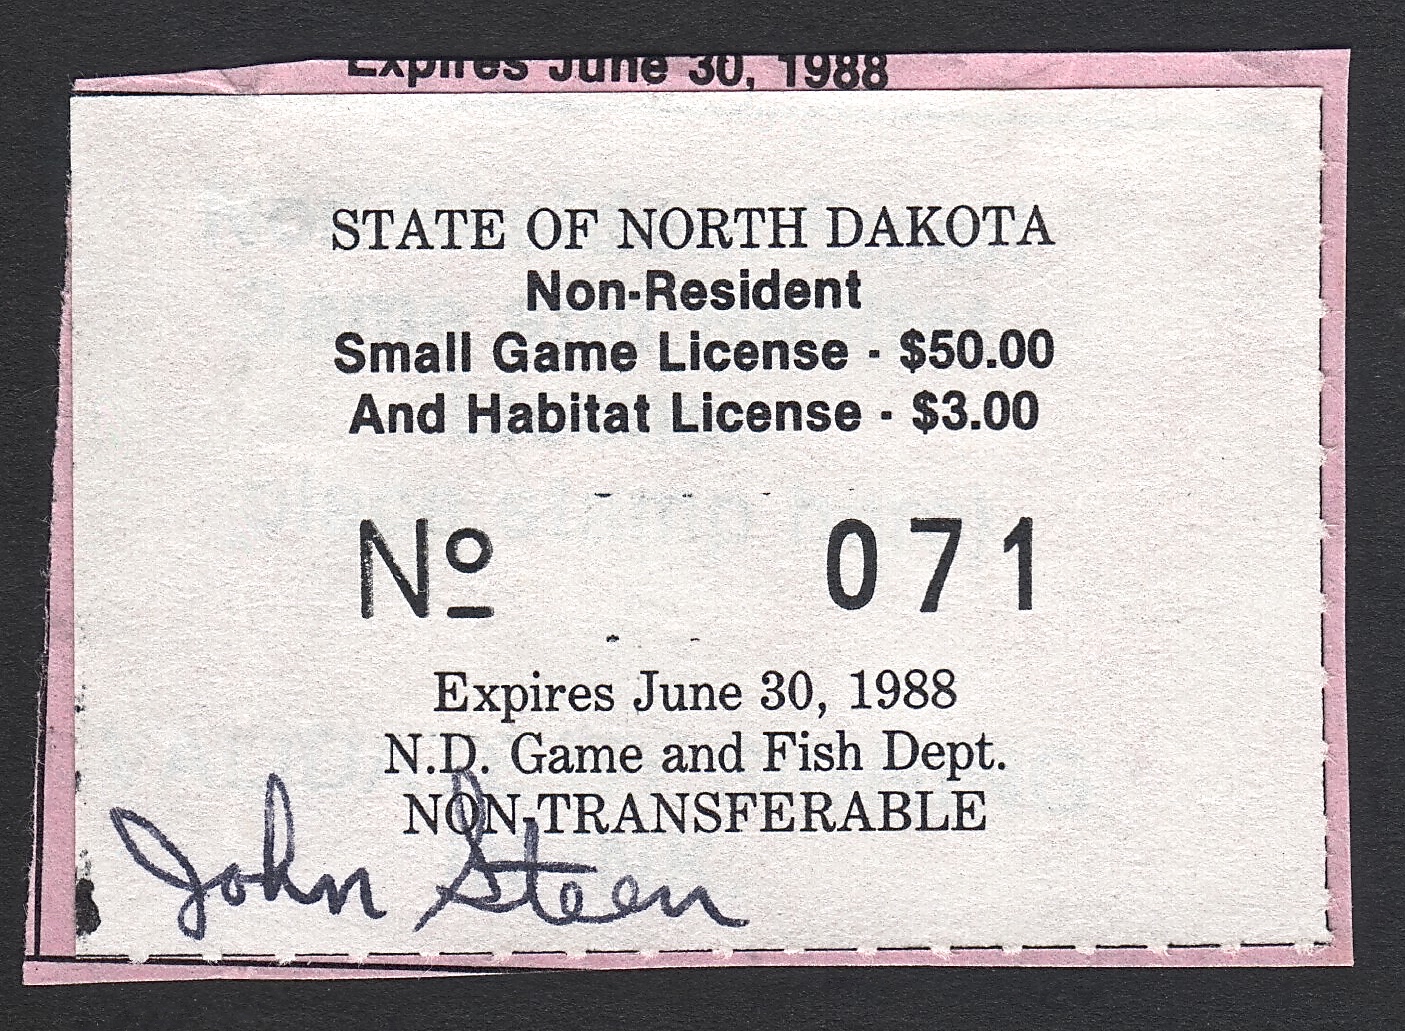 Expires June 30, 1988
STATE OF NORTH DAKOTA
Non-Resident
Small Game License - $50.00
And Habitat License - $3.00
Nº 071
Expires June 30, 1988
N.D. Game and Fish Dept.
NON-TRANSFERABLE
John Steen